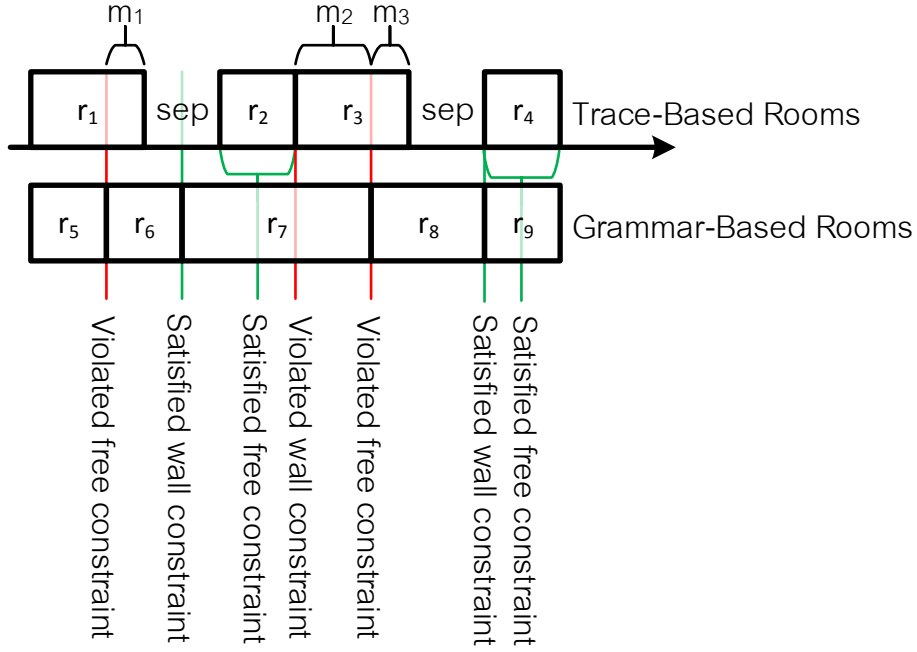 m₁ m₂ m₃
r₁ sep r₂ r₃ sep r₄ Trace-Based Rooms
r₅ r₆ r₇ r₈ r₉ Grammar-Based Rooms
Violated free constraint
Satisfied wall constraint
Satisfied free constraint
Violated wall constraint
Violated free constraint
Satisfied wall constraint
Satisfied free constraint